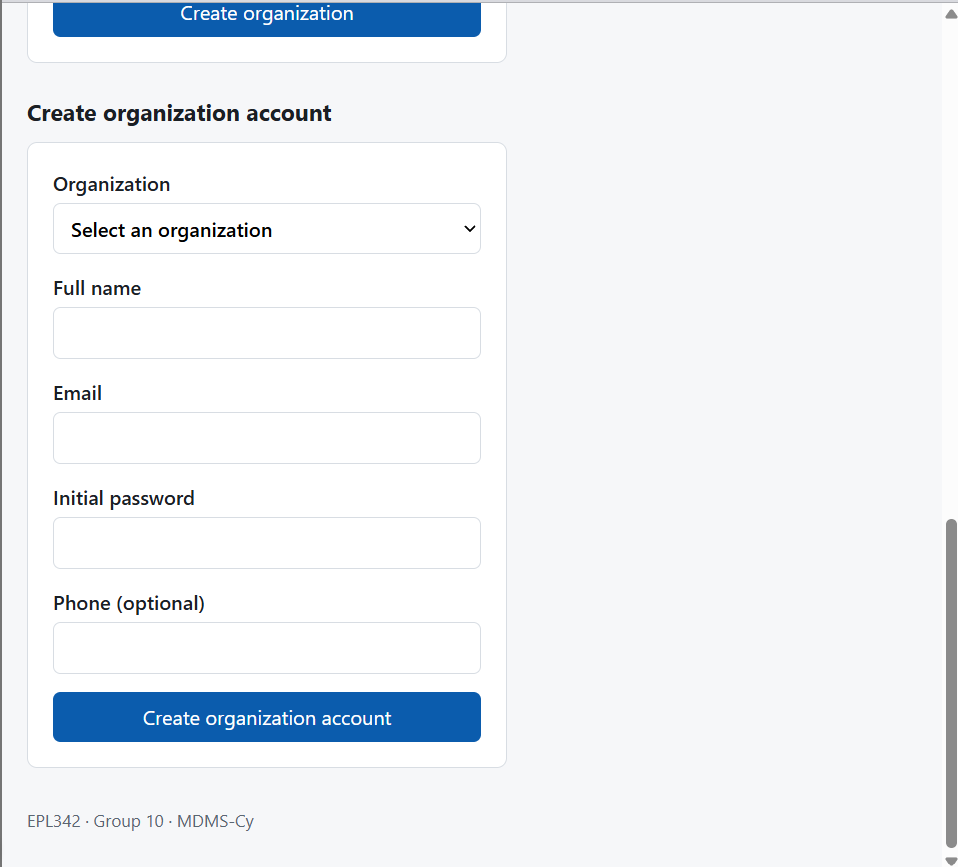 Create organization
Create organization account
Organization
Select an organization
Full name
Email
Initial password
Phone (optional)
Create organization account
EPL342 · Group 10 · MDMS-Cy